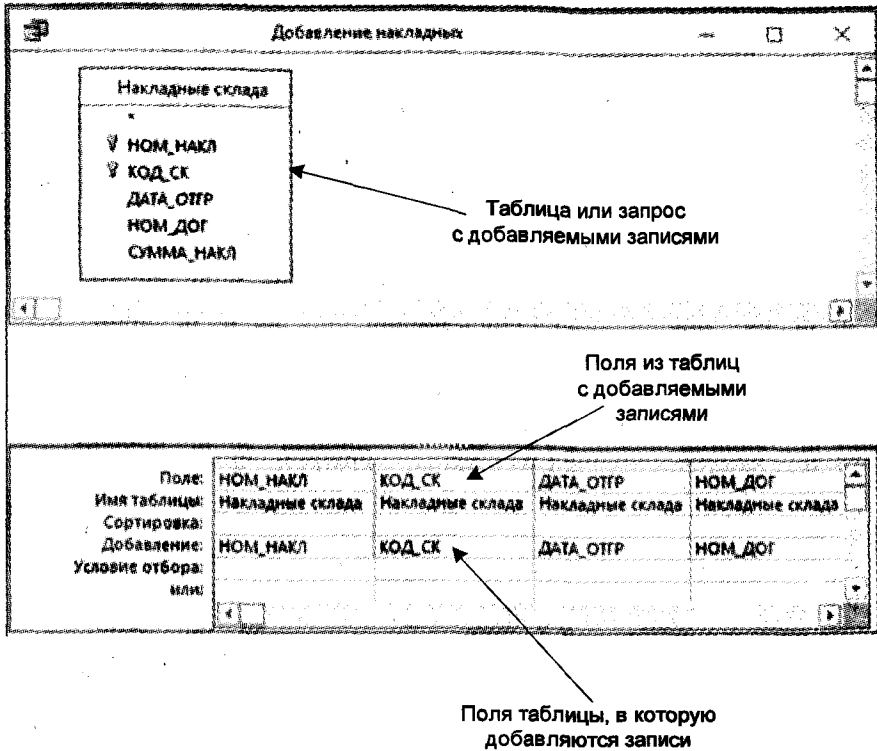 Добавление накладных
Накладные склада
*
НОМ_НАКЛ
КОД_СК
ДАТА_ОТГР
НОМ_ДОГ
СУММА_НАКЛ
Таблица или запрос
с добавляемыми записями
Поля из таблиц
с добавляемыми
записями
Поле: НОМ_НАКЛ КОД_СК ДАТА_ОТГР НОМ_ДОГ
Имя таблицы: Накладные склада Накладные склада Накладные склада Накладные склада
Сортировка:
Добавление: НОМ_НАКЛ КОД_СК ДАТА_ОТГР НОМ_ДОГ
Условие отбора:
или:
Поля таблицы, в которую
добавляются записи